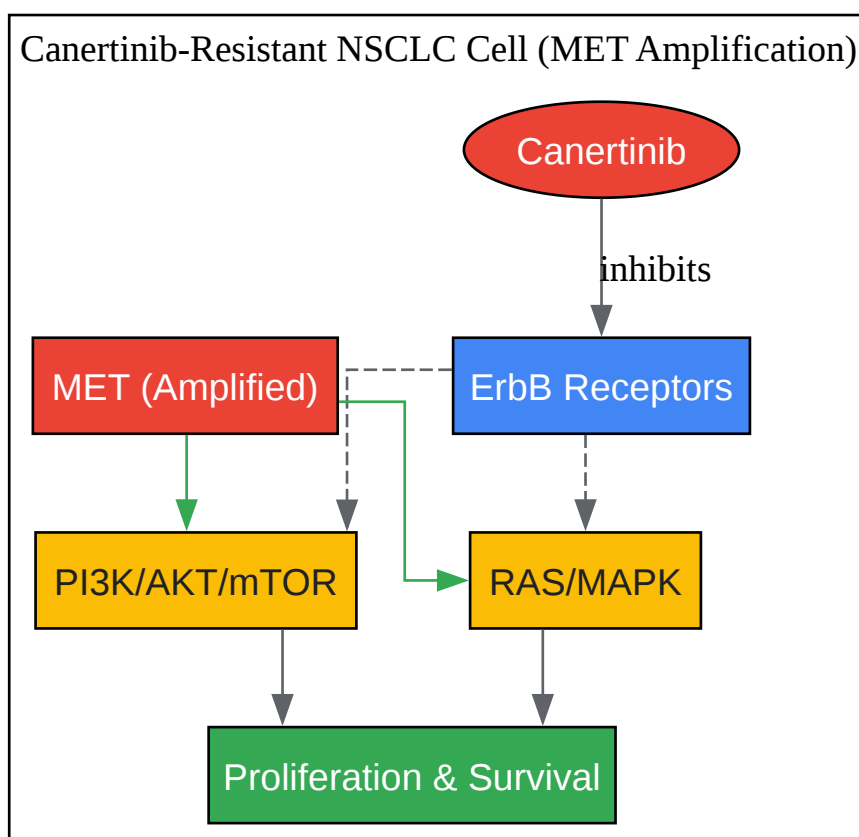 Canertinib-Resistant NSCLC Cell (MET Amplification)
Canertinib
inhibits
MET (Amplified)
ErbB Receptors
PI3K/AKT/mTOR
RAS/MAPK
Proliferation & Survival